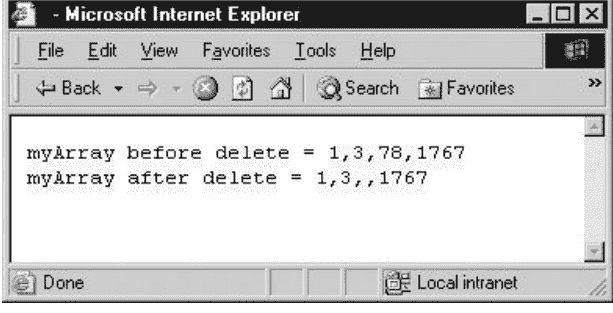 - Microsoft Internet Explorer
File Edit View Favorites Tools Help
Back Search Favorites »
myArray before delete = 1,3,78,1767
myArray after delete = 1,3,,1767
Done Local intranet